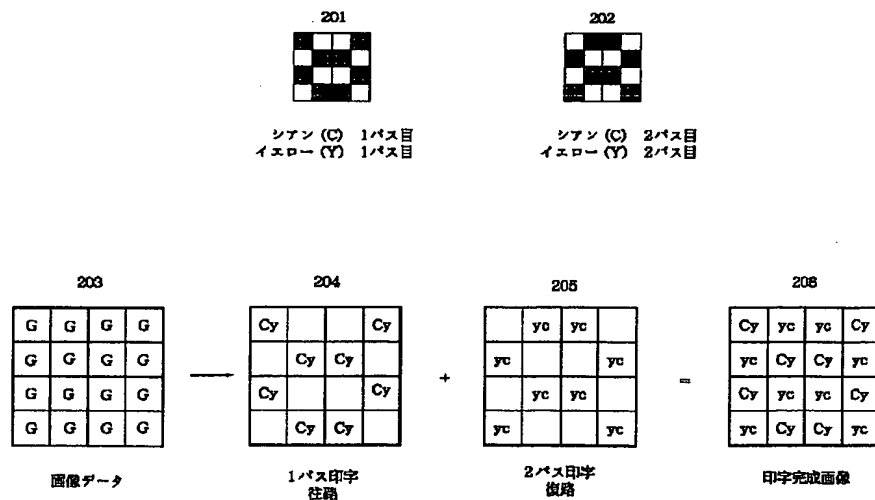 201
202
シアン (C) 1パス目
イエロー (Y) 1パス目
シアン (C) 2パス目
イエロー (Y) 2パス目
203
204
205
208
G G G G
G G G G
G G G G
G G G G
Cy Cy
Cy Cy
Cy Cy
Cy Cy
yc yc
yc yc
yc yc
yc yc
Cy yc yc Cy
yc Cy Cy yc
Cy yc yc Cy
yc Cy Cy yc
+
=
画像データ
1パス印字
往路
2パス印字
復路
印字完成画像